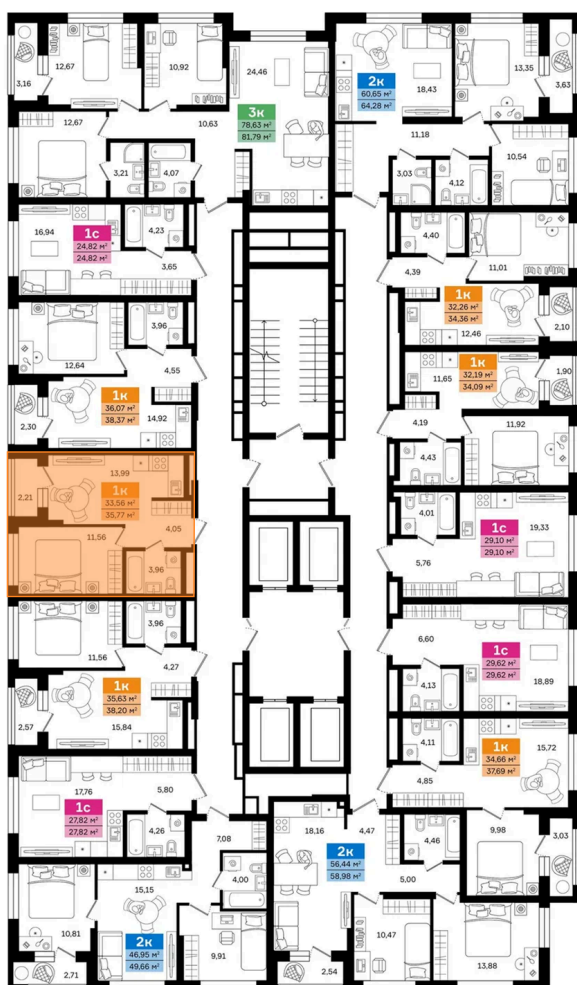 12,67
3,16
10,92
24,46
3к
78,63 м²
81,79 м²
12,67
10,63
3,21
4,07
2к
60,65 м²
64,28 м²
18,43
13,35
3,63
11,18
3,03
4,12
10,54
16,94
1с
24,82 м²
24,82 м²
4,23
3,65
4,40
4,39
11,01
1к
32,26 м²
34,36 м²
12,46
2,10
3,96
12,64
4,55
1к
36,07 м²
38,37 м²
14,92
2,30
11,65
1к
32,19 м²
34,09 м²
1,90
4,19
11,92
4,43
13,99
2,21
1к
33,56 м²
35,77 м²
4,05
11,56
3,96
4,01
1с
29,10 м²
29,10 м²
19,33
5,76
3,96
11,56
4,27
1к
35,63 м²
38,20 м²
2,57
15,84
6,60
1с
29,62 м²
29,62 м²
4,13
18,89
4,11
1к
34,66 м²
37,69 м²
15,72
4,85
17,76
5,80
1с
27,82 м²
27,82 м²
4,26
7,08
18,16
4,47
2к
56,44 м²
58,98 м²
4,46
5,00
9,98
3,03
4,00
15,15
10,81
2к
46,95 м²
49,66 м²
2,71
9,91
2,54
10,47
13,88